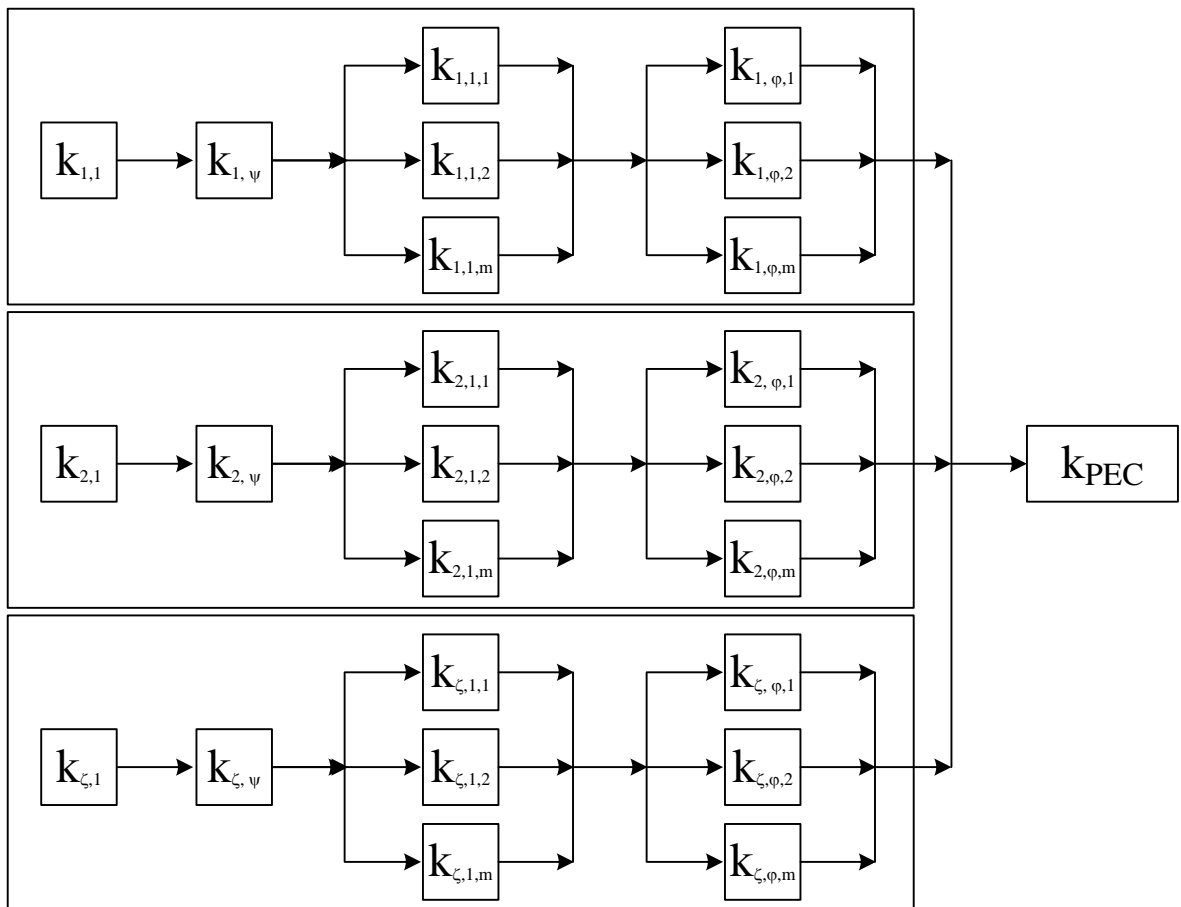 k1,1,1 k1, φ,1
k1,1 k1, ψ k1,1,2 k1,φ,2
k1,1,m k1,φ,m
k2,1,1 k2, φ,1
k2,1 k2, ψ k2,1,2 k2,φ,2 kPEC
k2,1,m k2,φ,m
kζ,1,1 kζ, φ,1
kζ,1 kζ, ψ kζ,1,2 kζ,φ,2
kζ,1,m kζ,φ,m